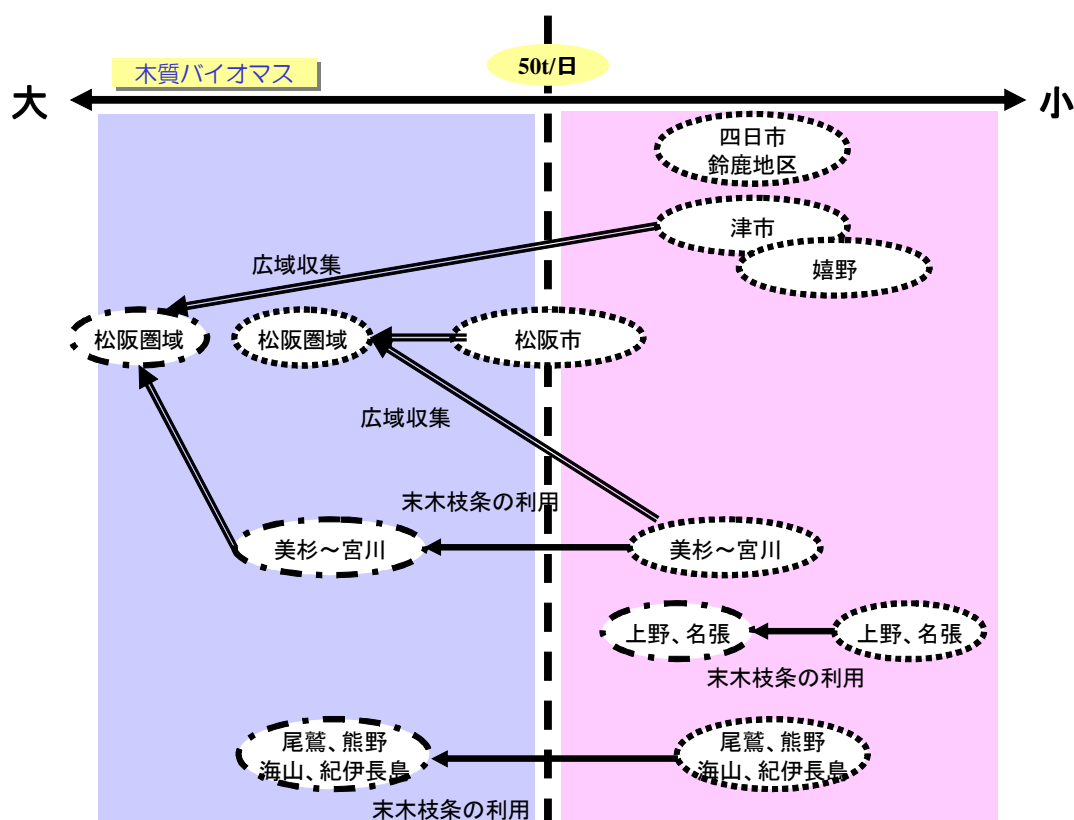 木質バイオマス
50t/日
大
小
四日市
鈴鹿地区
津市
嬉野
広域収集
松阪圏域
松阪圏域
松阪市
広域収集
末木枝条の利用
美杉～宮川
美杉～宮川
上野、名張
上野、名張
末木枝条の利用
尾鷲、熊野
海山、紀伊長島
尾鷲、熊野
海山、紀伊長島
末木枝条の利用